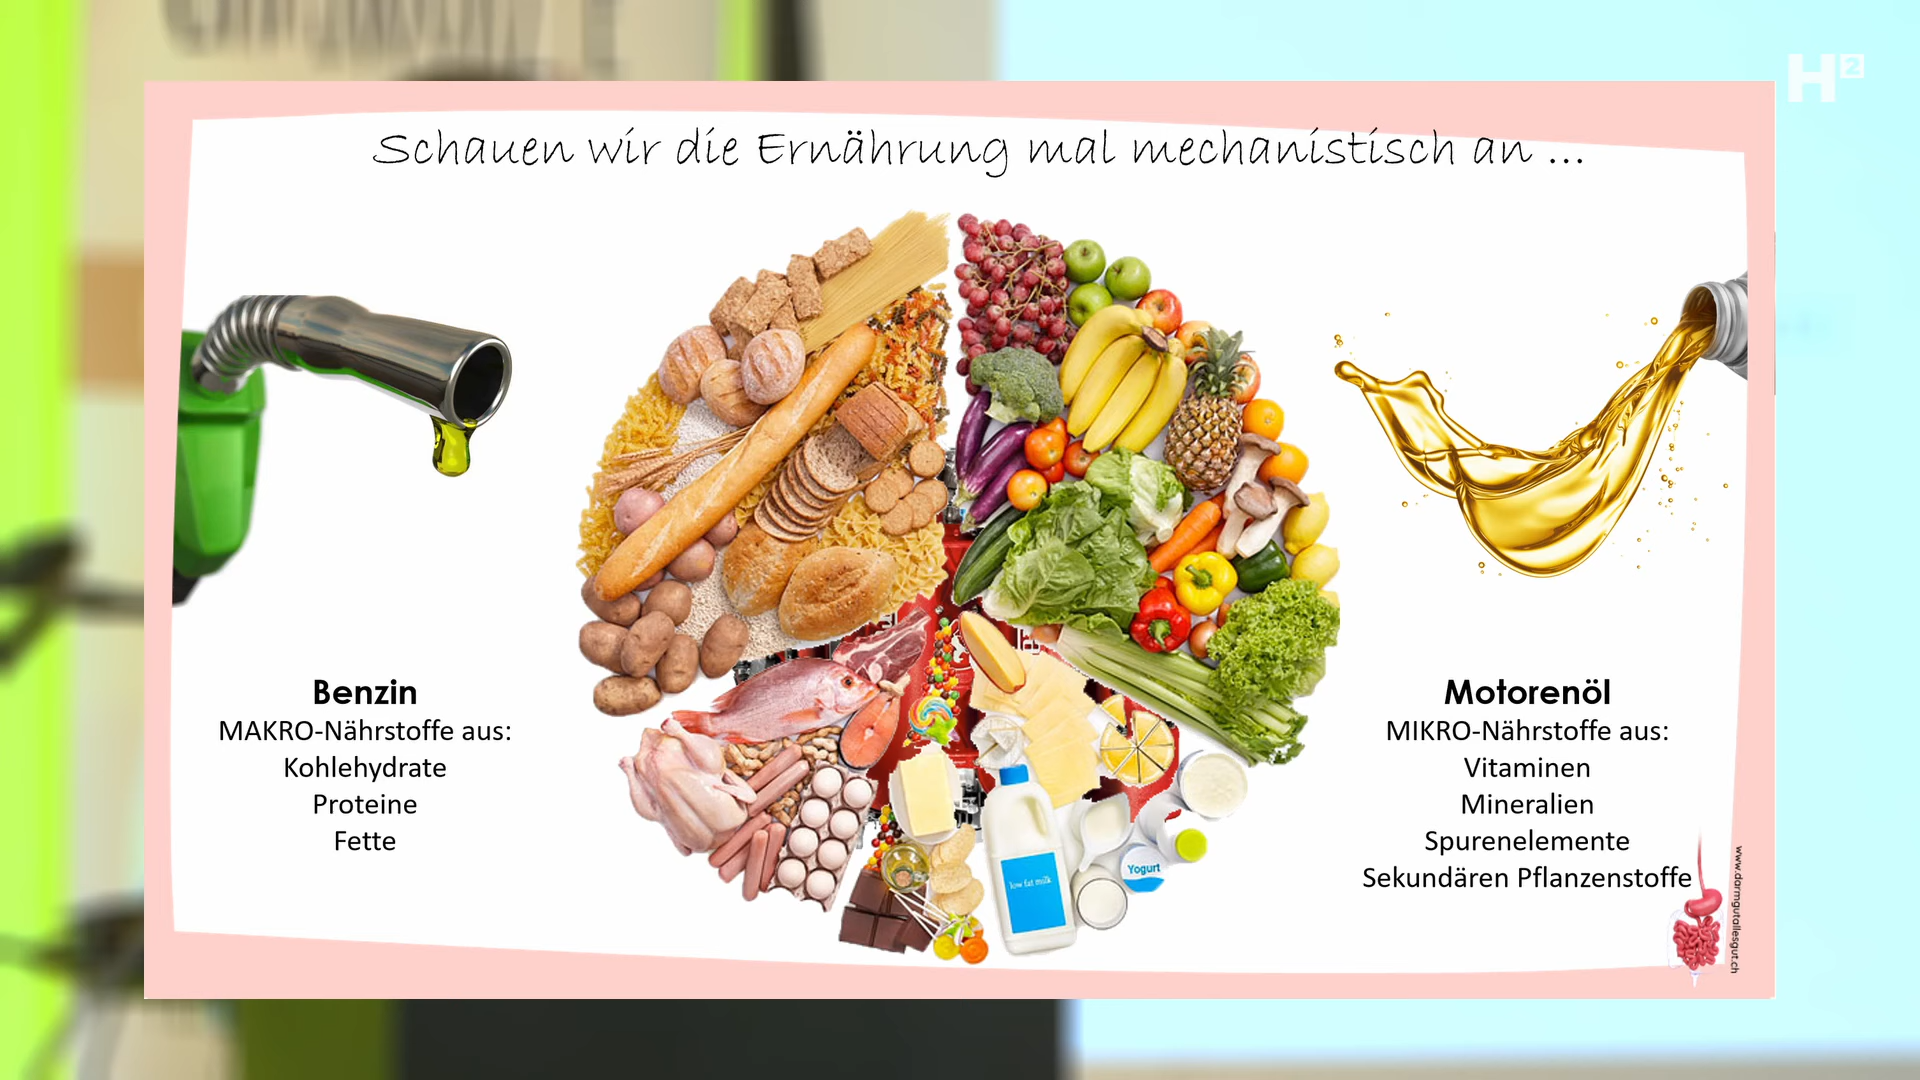 H2
Schauen wir die Ernährung mal mechanistisch an ...
Benzin
MAKRO-Nährstoffe aus:
Kohlehydrate
Proteine
Fette
low fat milk
Yogurt
Motorenöl
MIKRO-Nährstoffe aus:
Vitaminen
Mineralien
Spurenelemente
Sekundären Pflanzenstoffe
www.darmgutallesgut.ch